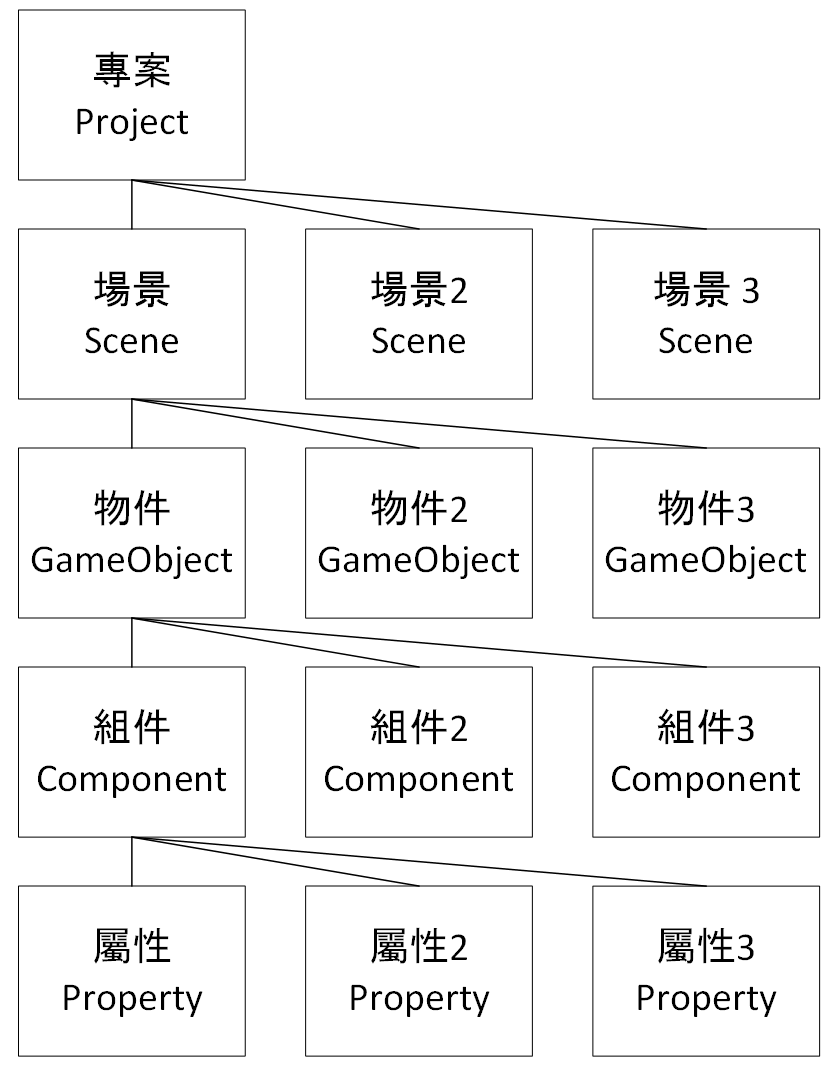 專案
Project
場景
Scene
場景2
Scene
場景 3
Scene
物件
GameObject
物件2
GameObject
物件3
GameObject
組件
Component
組件2
Component
組件3
Component
屬性
Property
屬性2
Property
屬性3
Property